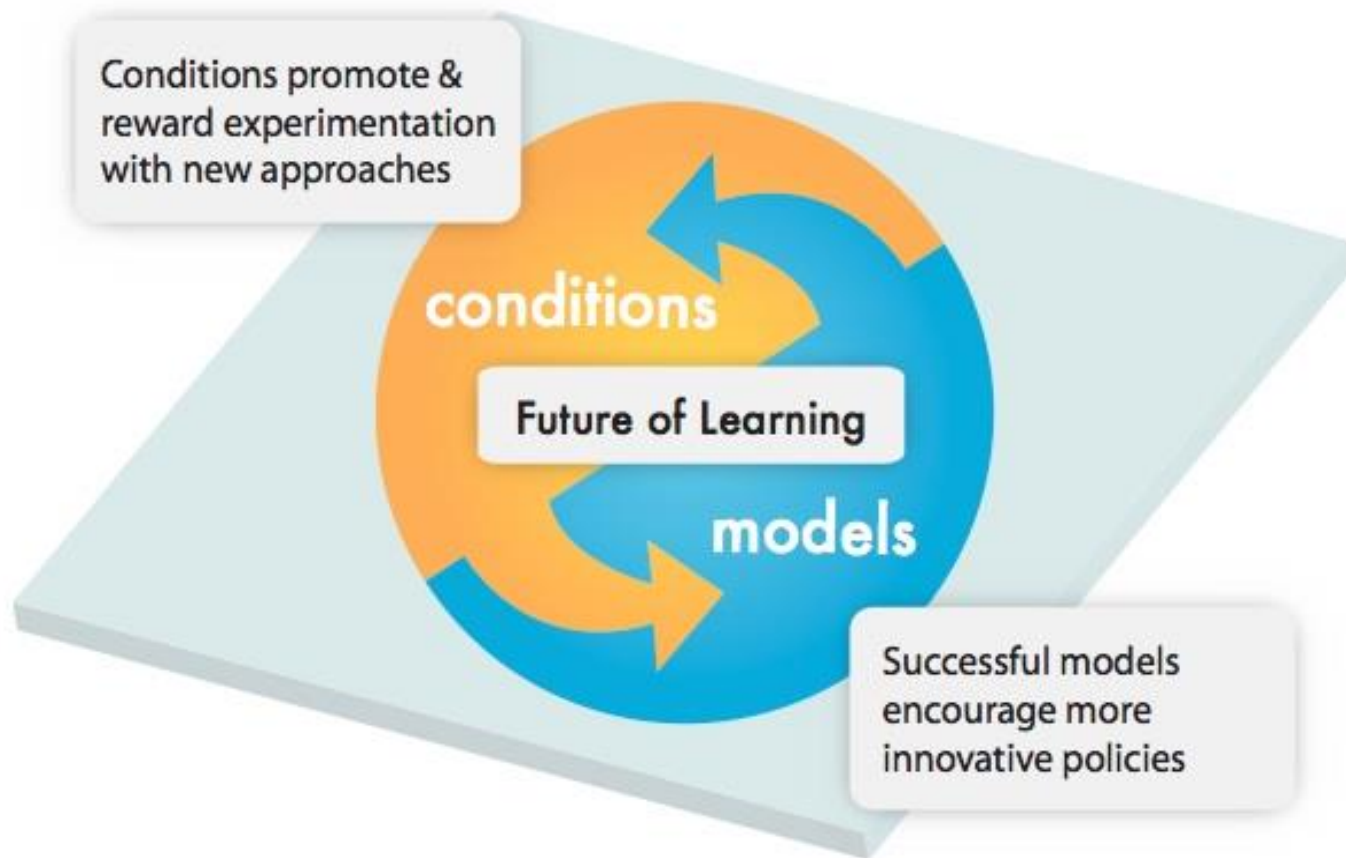 Conditions promote &
reward experimentation
with new approaches
conditions
Future of Learning
models
Successful models
encourage more
innovative policies